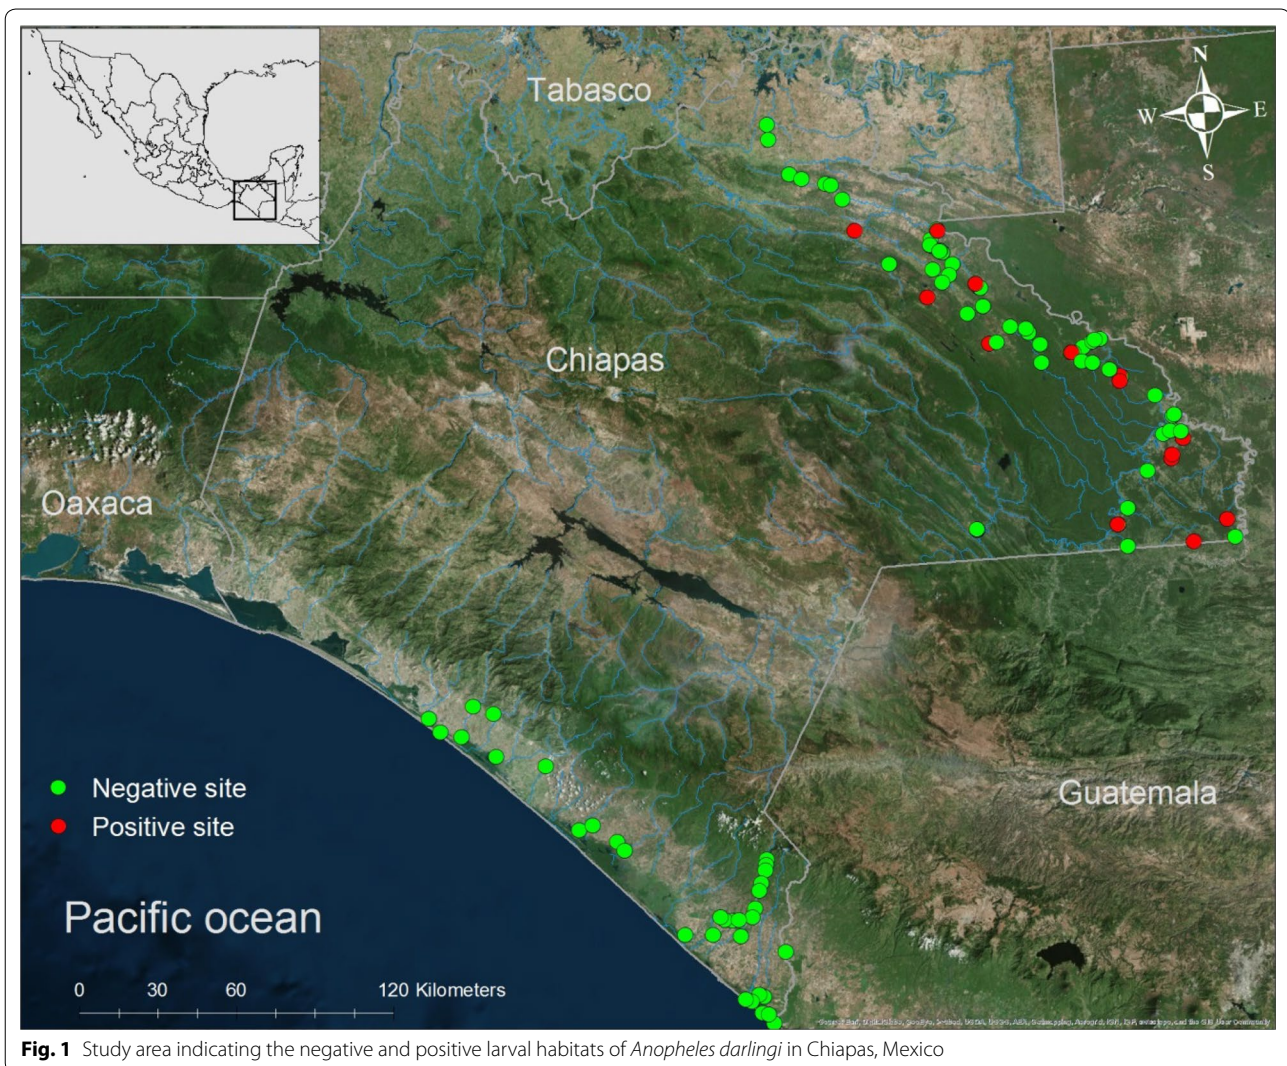 Tabasco
N
W
E
S
Chiapas
Oaxaca
Negative site
Positive site
Guatemala
Pacific ocean
0 30 60 120 Kilometers
Fig. 1 Study area indicating the negative and positive larval habitats of Anopheles darlingi in Chiapas, Mexico